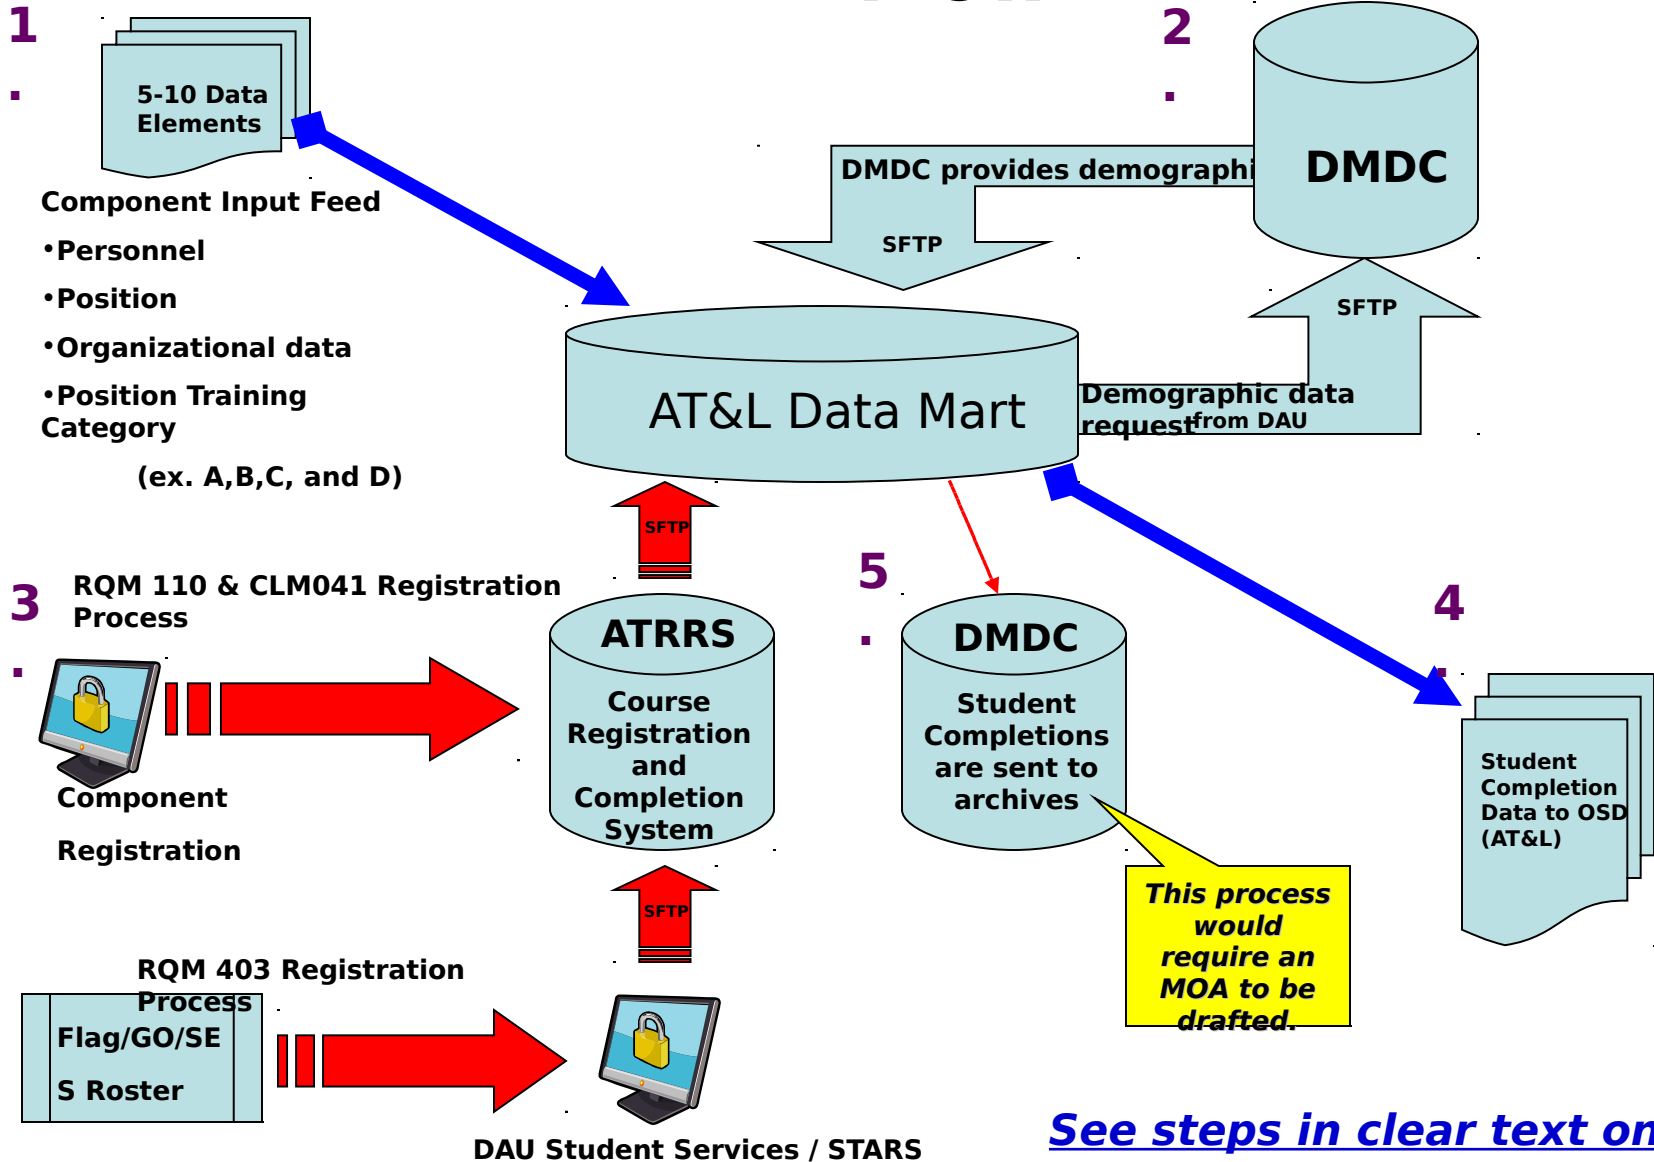 1
.
5-10 Data
Elements
Component Input Feed
•Personnel
•Position
•Organizational data
•Position Training
Category
(ex. A,B,C, and D)
2
.
DMDC
DMDC provides demographi
SFTP
SFTP
AT&L Data Mart
Demographic data
request
from DAU
SFTP
3
.
RQM 110 & CLM041 Registration
Process
Component
Registration
ATRRS
Course
Registration
and
Completion
System
5
.
DMDC
Student
Completions
are sent to
archives
4
.
Student
Completion
Data to OSD
(AT&L)
This process
would
require an
MOA to be
drafted.
SFTP
RQM 403 Registration
Process
Flag/GO/SE
S Roster
DAU Student Services / STARS
See steps in clear text on